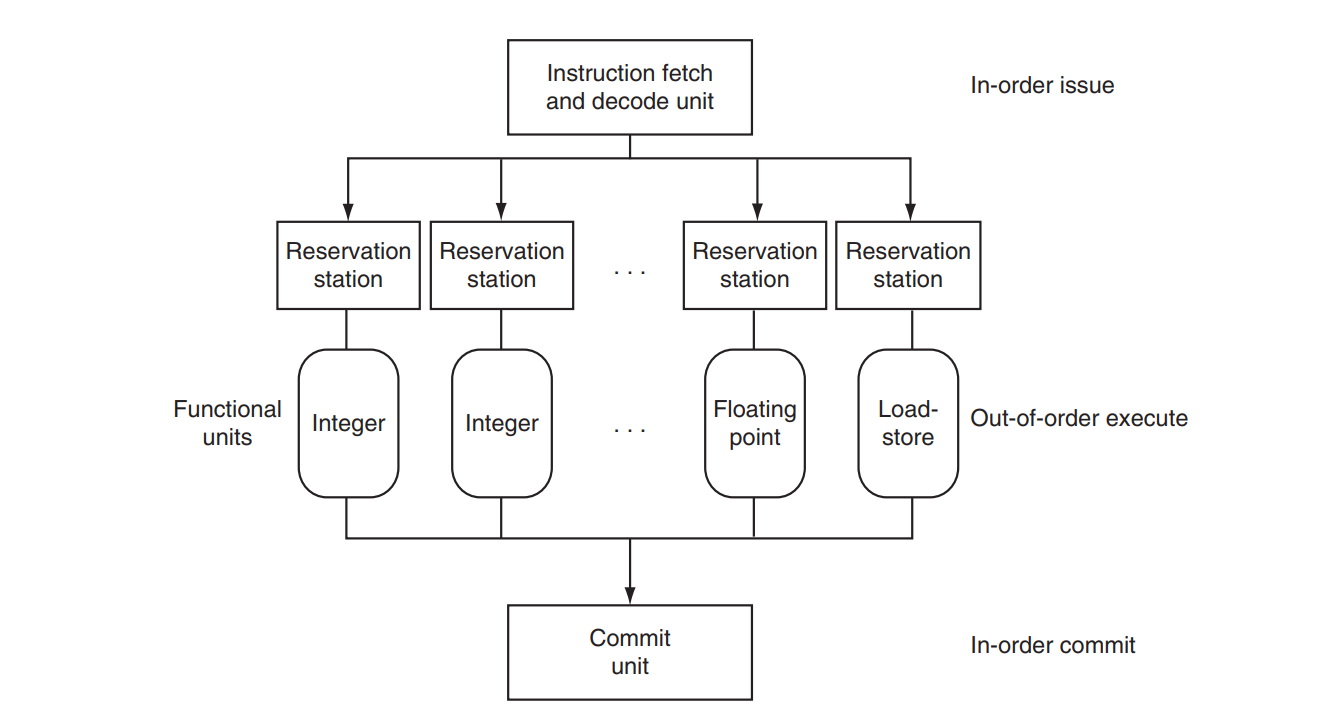 Instruction fetch
and decode unit
In-order issue
Reservation
station
Reservation
station
. . .
Reservation
station
Reservation
station
Functional
units
Integer
Integer
. . .
Floating
point
Load-
store
Out-of-order execute
Commit
unit
In-order commit